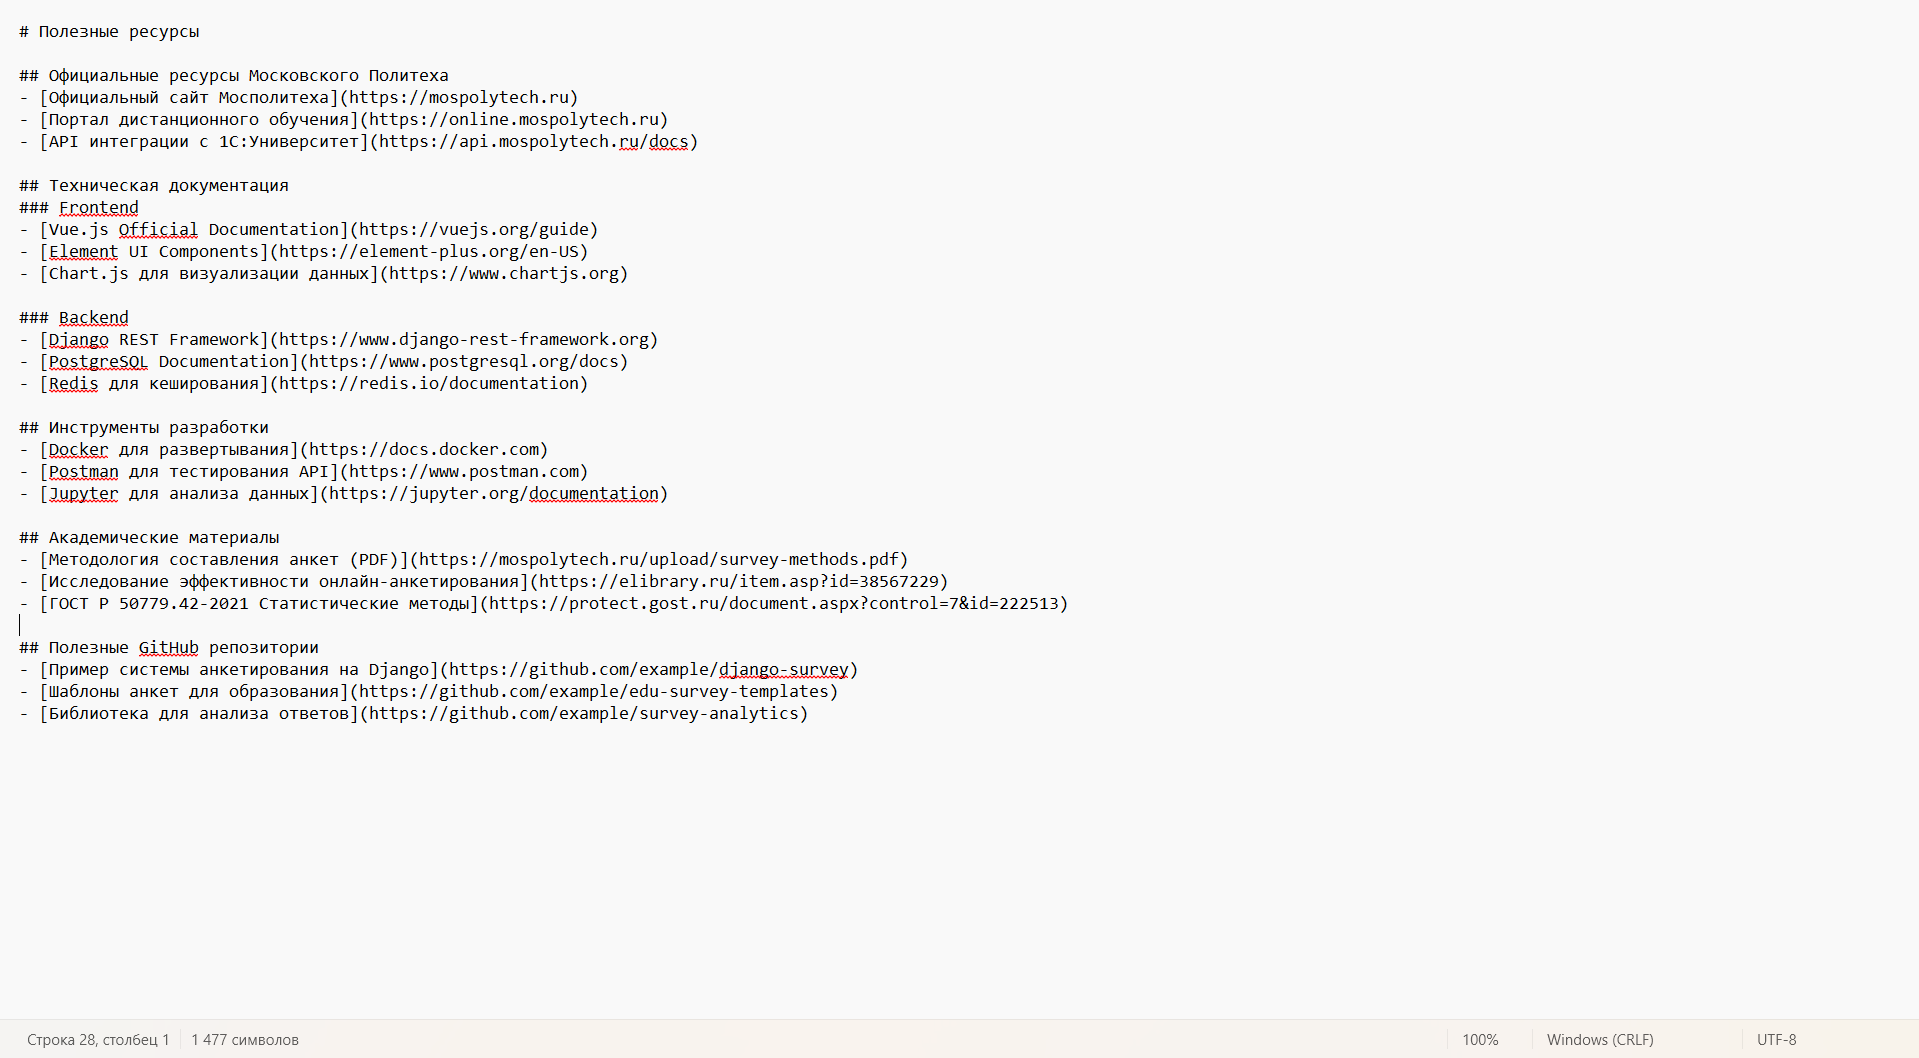 # Полезные ресурсы
## Официальные ресурсы Московского Политеха
- [Официальный сайт Мосполитеха](https://mospolytech.ru)
- [Портал дистанционного обучения](https://online.mospolytech.ru)
- [API интеграции с 1С:Университет](https://api.mospolytech.ru/docs)
## Техническая документация
### Frontend
- [Vue.js Official Documentation](https://vuejs.org/guide)
- [Element UI Components](https://element-plus.org/en-US)
- [Chart.js для визуализации данных](https://www.chartjs.org)
### Backend
- [Django REST Framework](https://www.django-rest-framework.org)
- [PostgreSQL Documentation](https://www.postgresql.org/docs)
- [Redis для кеширования](https://redis.io/documentation)
## Инструменты разработки
- [Docker для развертывания](https://docs.docker.com)
- [Postman для тестирования API](https://www.postman.com)
- [Jupyter для анализа данных](https://jupyter.org/documentation)
## Академические материалы
- [Методология составления анкет (PDF)](https://mospolytech.ru/upload/survey-methods.pdf)
- [Исследование эффективности онлайн-анкетирования](https://elibrary.ru/item.asp?id=38567229)
- [ГОСТ Р 50779.42-2021 Статистические методы](https://protect.gost.ru/document.aspx?control=7&id=222513)
## Полезные GitHub репозитории
- [Пример системы анкетирования на Django](https://github.com/example/django-survey)
- [Шаблоны анкет для образования](https://github.com/example/edu-survey-templates)
- [Библиотека для анализа ответов](https://github.com/example/survey-analytics)
Строка 28, столбец 1 1 477 символов 100% Windows (CRLF) UTF-8